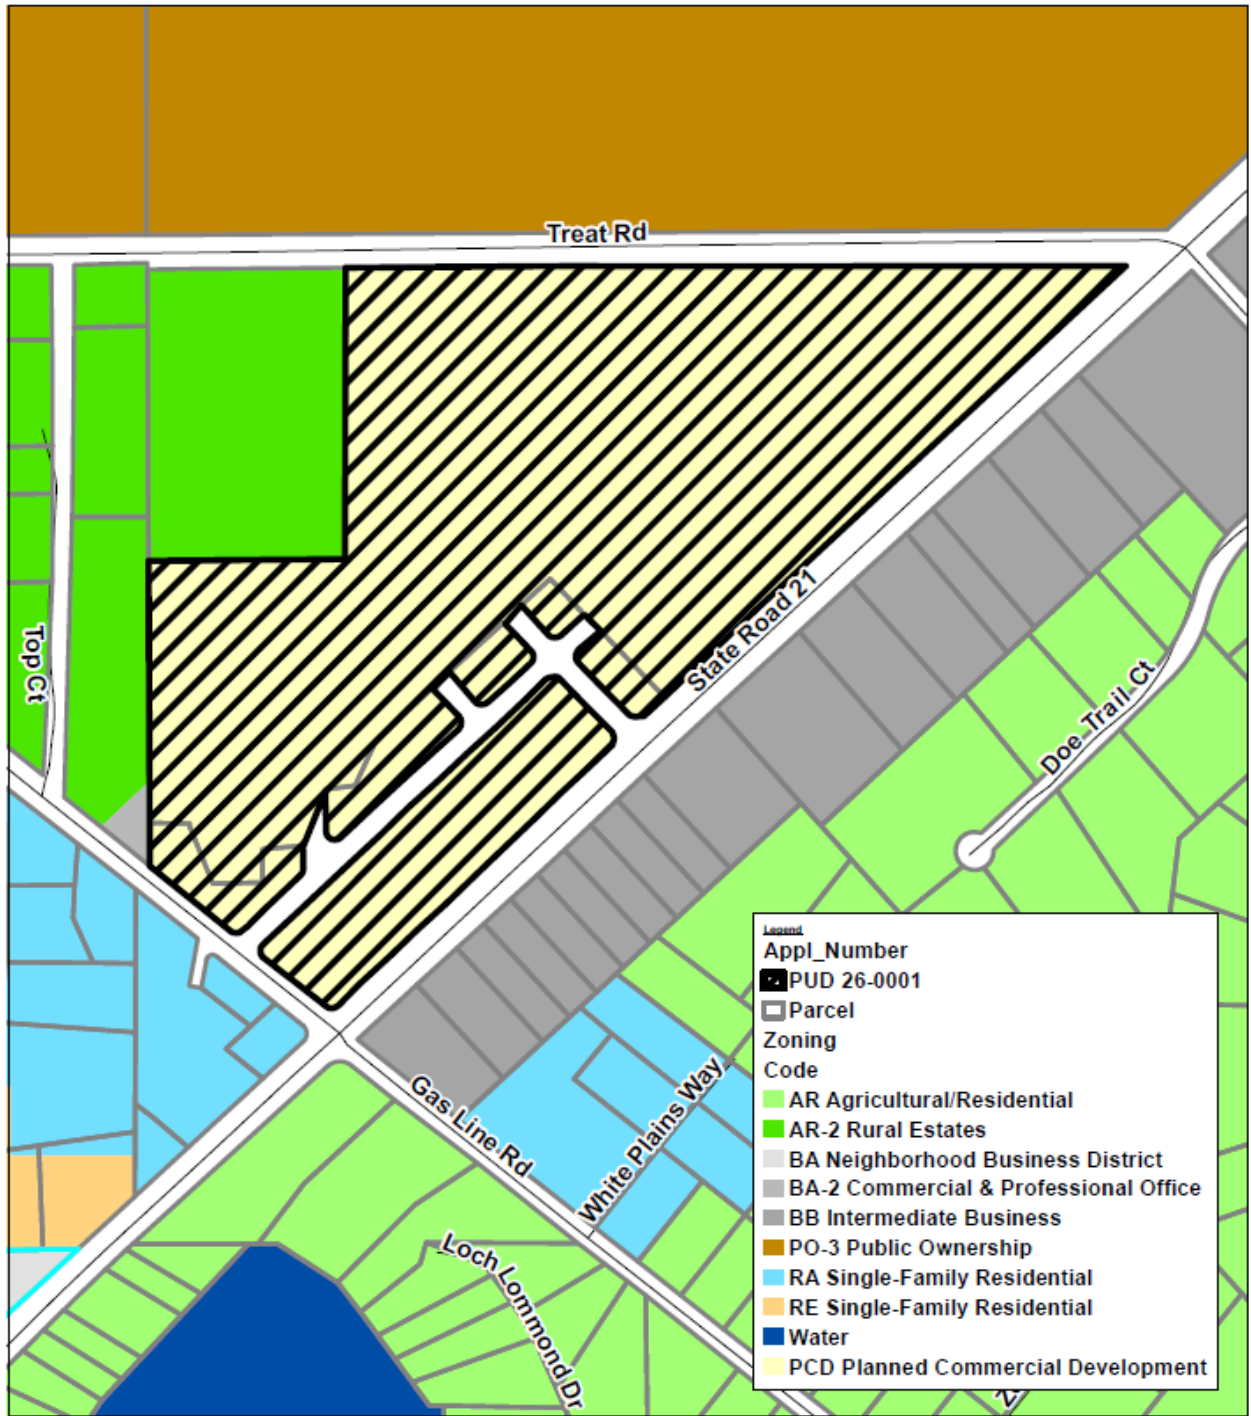 Treat Rd
State Road 21
Top Ct
Doe Trail Ct
Legend
Appl_Number
PUD 26-0001
Parcel
Zoning
Code
AR Agricultural/Residential
AR-2 Rural Estates
BA Neighborhood Business District
BA-2 Commercial & Professional Office
BB Intermediate Business
PO-3 Public Ownership
RA Single-Family Residential
RE Single-Family Residential
Water
PCD Planned Commercial Development
Gas Line Rd
White Plains Way
Loch Lommond Dr